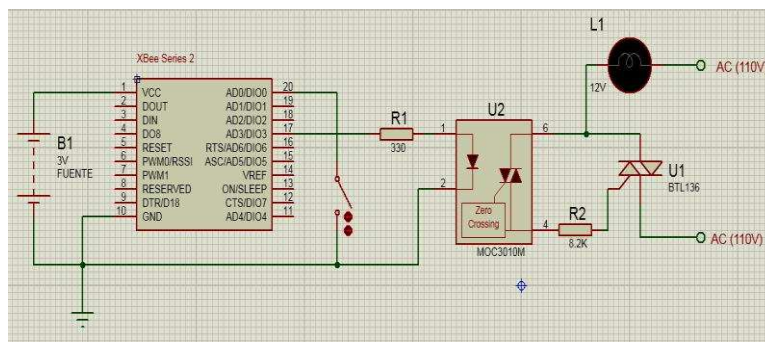 L1
AC (110V
12V
XBee Series 2
1 VCC AD0/DIO0 20
2 DOUT AD1/DIO1 19
3 DIN AD2/DIO2 18
4 DO8 AD3/DIO3 17
5 RESET RTS/AD6/DIO6 16
6 PWM0/RSSI ASC/AD5/DIO5 15
7 PWM1 VREF 14
8 RESERVED ON/SLEEP 13
9 DTR/D18 CTS/DIO7 12
10 GND AD4/DIO4 11
B1
3V
FUENTE
R1
330
U2
1
2
6
4
Zero
Crossing
MOC3010M
R2
8.2K
U1
BTL136
AC (110V)